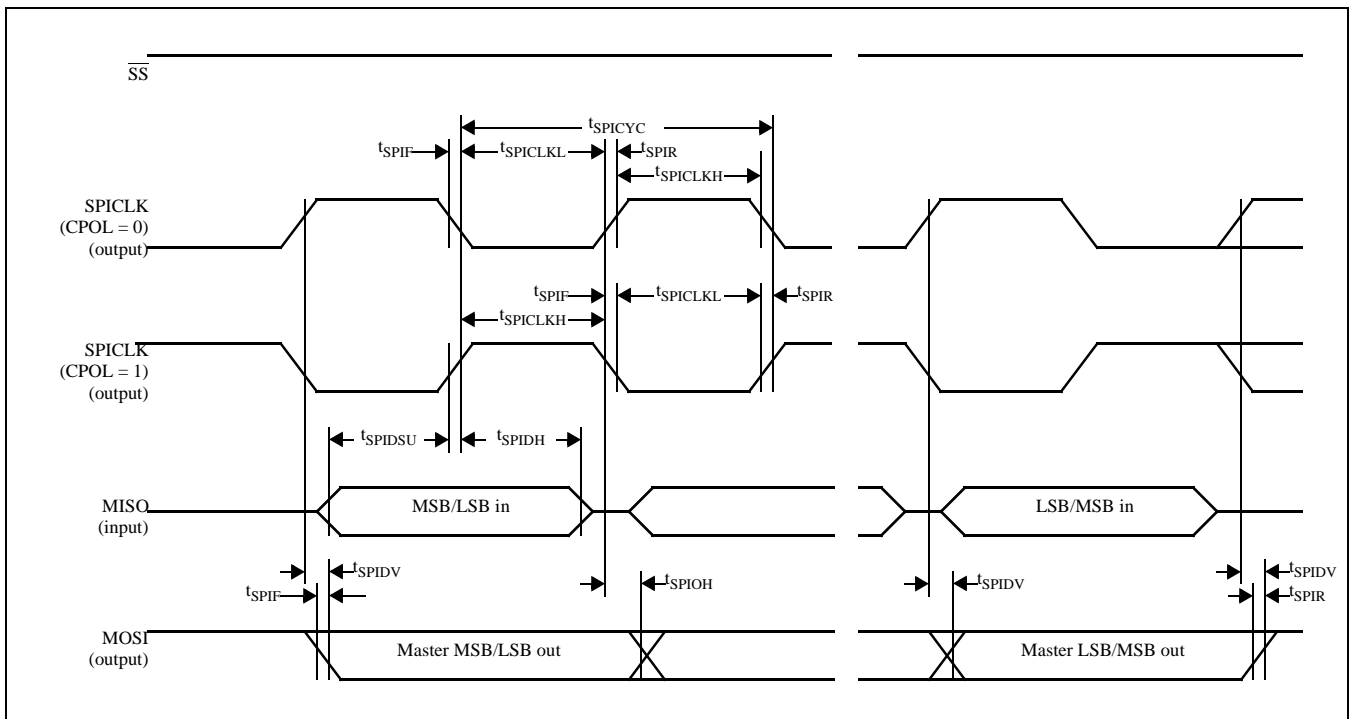 SS
tSPICYC
tSPIF
tSPICLKL
tSPIR
tSPICLKH
SPICLK
(CPOL = 0)
(output)
tSPIF
tSPICLKL
tSPIR
tSPICLKH
SPICLK
(CPOL = 1)
(output)
tSPIDSU
tSPIDH
MISO
(input)
MSB/LSB in
LSB/MSB in
tSPIDV
tSPIOH
tSPIDV
tSPIDV
tSPIF
tSPIR
MOSI
(output)
Master MSB/LSB out
Master LSB/MSB out